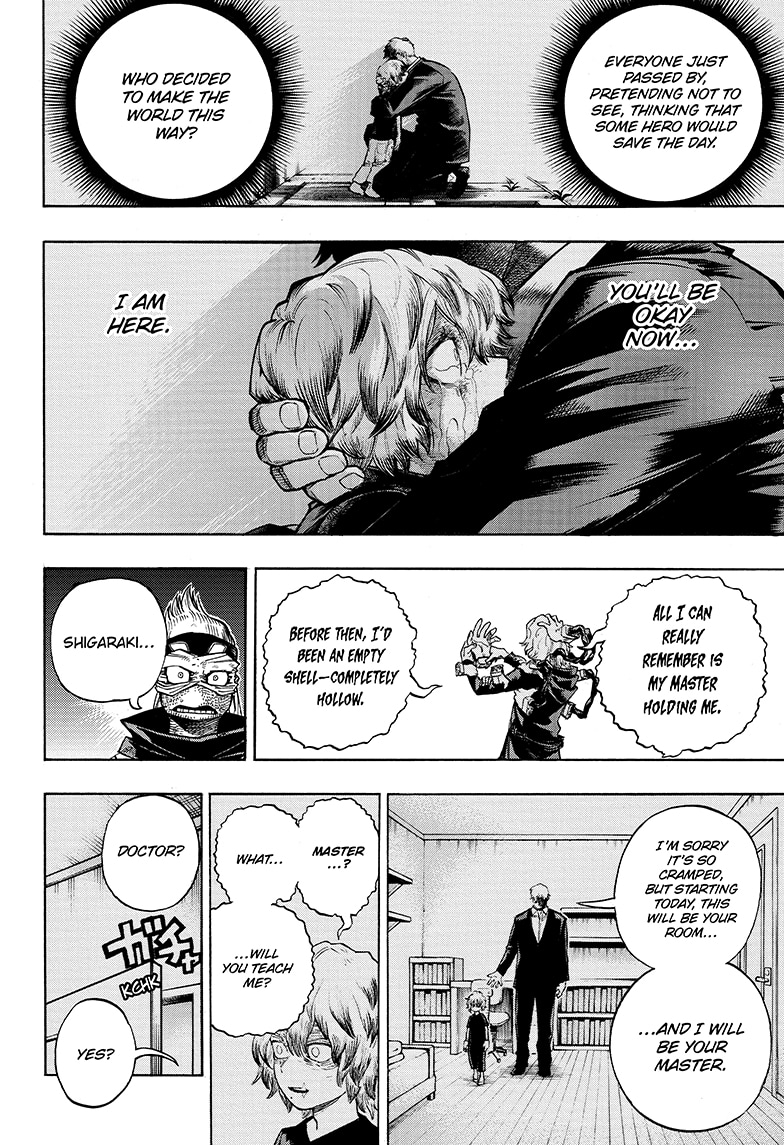 EVERYONE JUST
PASSED BY,
PRETENDING NOT TO
SEE, THINKING THAT
SOME HERO WOULD
SAVE THE DAY.
WHO DECIDED
TO MAKE THE
WORLD THIS
WAY?
YOU'LL BE
OKAY
NOW...
I AM
HERE.
ALL I CAN
REALLY
REMEMBER IS
MY MASTER
HOLDING ME.
BEFORE THEN, I'D
BEEN AN EMPTY
SHELL—COMPLETELY
HOLLOW.
SHIGARAKI...
I'M SORRY
IT'S SO
CRAMPED,
BUT STARTING
TODAY, THIS
WILL BE YOUR
ROOM...
...AND I WILL
BE YOUR
MASTER.
MASTER
...?
WHAT...
...WILL
YOU TEACH
ME?
DOCTOR?
ガチャ
KCHK
YES?